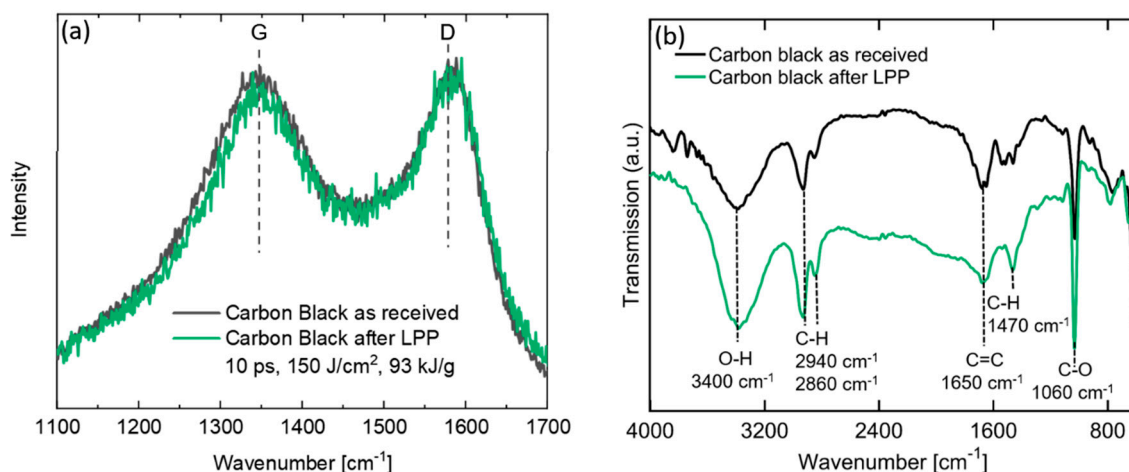 (a)
G
D
Intensity
Carbon Black as received
Carbon Black after LPP
10 ps, 150 J/cm², 93 kJ/g
1100 1200 1300 1400 1500 1600 1700
Wavenumber [cm⁻¹]
(b)
Carbon black as received
Carbon black after LPP
Transmission (a.u.)
O-H
3400 cm⁻¹
C-H
2940 cm⁻¹
2860 cm⁻¹
C=C
1650 cm⁻¹
C-H
1470 cm⁻¹
C-O
1060 cm⁻¹
4000 3200 2400 1600 800
Wavenumber [cm⁻¹]